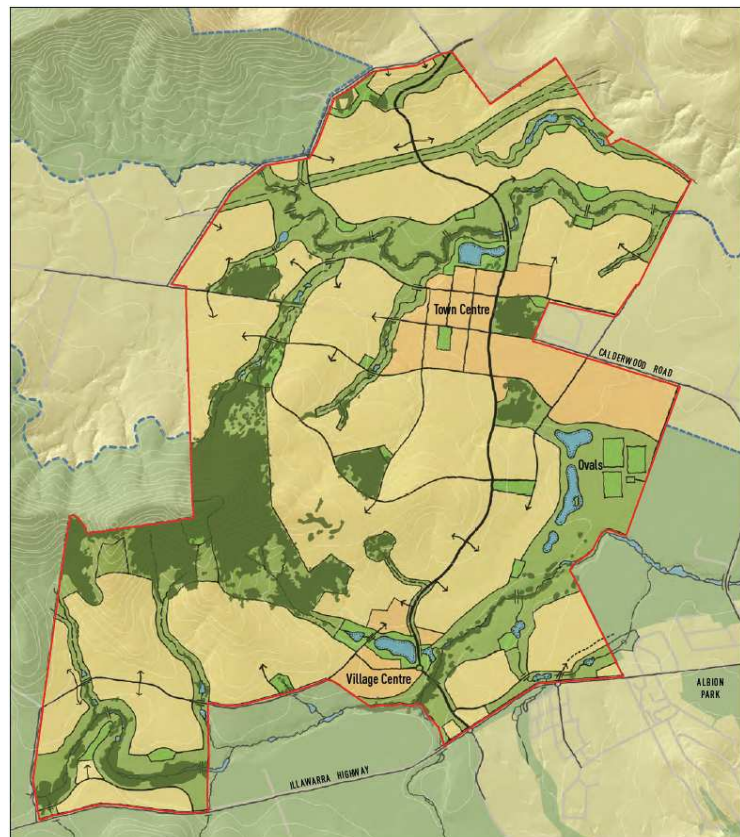 Town Centre
CALDERWOOD ROAD
Ovals
Village Centre
ALBION
PARK
ILLAWARRA HIGHWAY